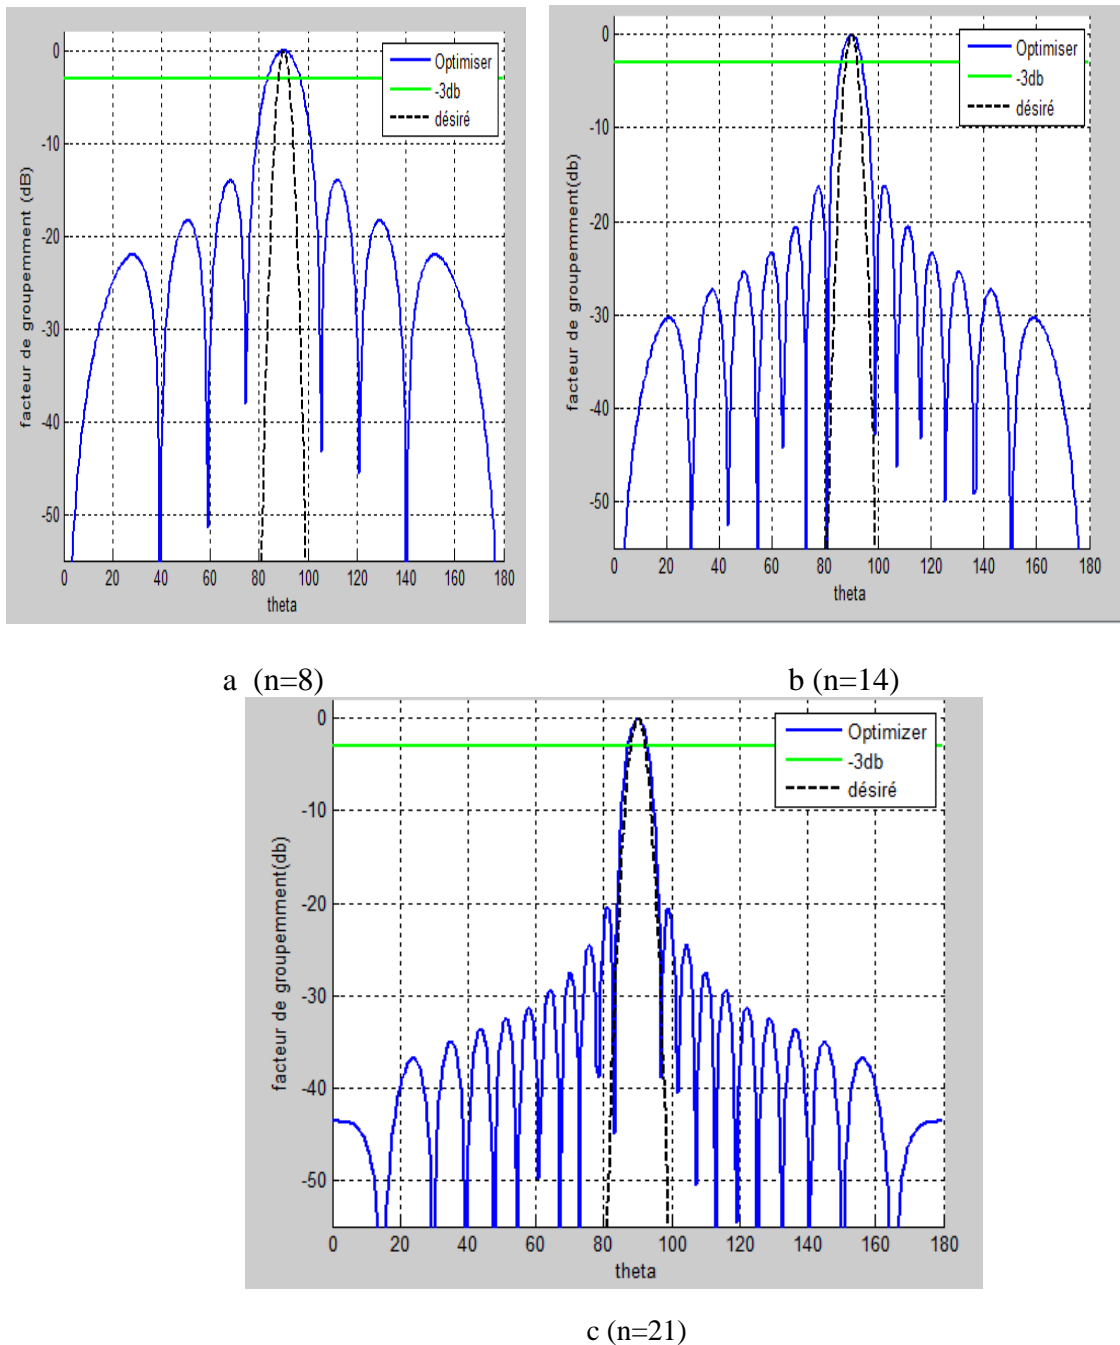 facteur de groupemment (dB)
0
-10
-20
-30
-40
-50
Optimiser
-3db
désiré
0 20 40 60 80 100 120 140 160 180
theta
facteur de groupemment(db)
0
-10
-20
-30
-40
-50
Optimiser
-3db
désiré
0 20 40 60 80 100 120 140 160 180
theta
a (n=8)
b (n=14)
facteur de groupemment(db)
0
-10
-20
-30
-40
-50
Optimizer
-3db
désiré
0 20 40 60 80 100 120 140 160 180
theta
c (n=21)